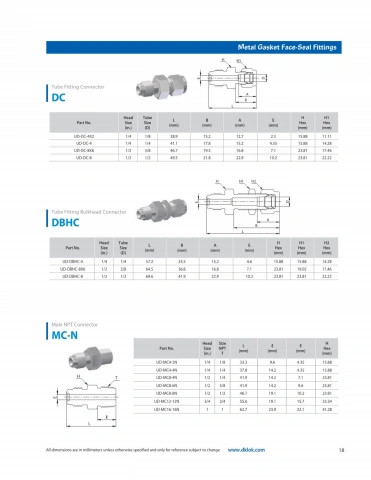 Metal Gasket Face-Seal Fittings
Tube Fitting Connector
DC
Part No. Head Size (in.) Tube Size (D) L (mm) B (mm) A (mm) E (mm) H Hex (mm) H1 Hex (mm)
UD-DC-4X2 1/4 1/8 38.9 15.2 12.7 2.3 15.88 11.11
UD-DC-4 1/4 1/4 41.1 17.8 15.2 4.35 15.88 14.28
UD-DC-8X6 1/2 3/8 46.7 19.3 16.8 7.1 23.81 17.46
UD-DC-8 1/2 1/2 49.5 21.8 22.9 10.2 23.81 22.22
Tube Fitting Bulkhead Connector
DBHC
Part No. Head Size (in.) Tube Size (D) L (mm) B (mm) A (mm) E (mm) H Hex (mm) H1 Hex (mm) H2 Hex (mm)
UD-DBHC-4 1/4 1/4 57.2 33.5 15.2 4.6 15.88 15.88 14.28
UD-DBHC-8X6 1/2 3/8 64.5 36.8 16.8 7.1 23.81 19.05 17.46
UD-DBHC-8 1/2 1/2 69.6 41.9 22.9 10.2 23.81 23.81 22.22
Male NPT Connector
MC-N
Part No. Head Size (in.) Size NPT T L (mm) E (mm) E (mm) H Hex (mm)
UD-MC4-2N 1/4 1/8 33.3 9.6 4.35 15.88
UD-MC4-4N 1/4 1/4 37.8 14.2 4.35 15.88
UD-MC8-4N 1/2 1/4 41.9 14.2 7.1 23.81
UD-MC8-6N 1/2 3/8 41.9 14.2 9.6 23.81
UD-MC8-8N 1/2 1/2 46.7 19.1 10.2 23.81
UD-MC12-12N 3/4 3/4 55.6 19.1 15.7 33.34
UD-MC16-16N 1 1 62.7 23.9 22.1 41.28
All dimensions are in millimeters unless otherwise specified and only for reference subject to change. www.dklok.com 18